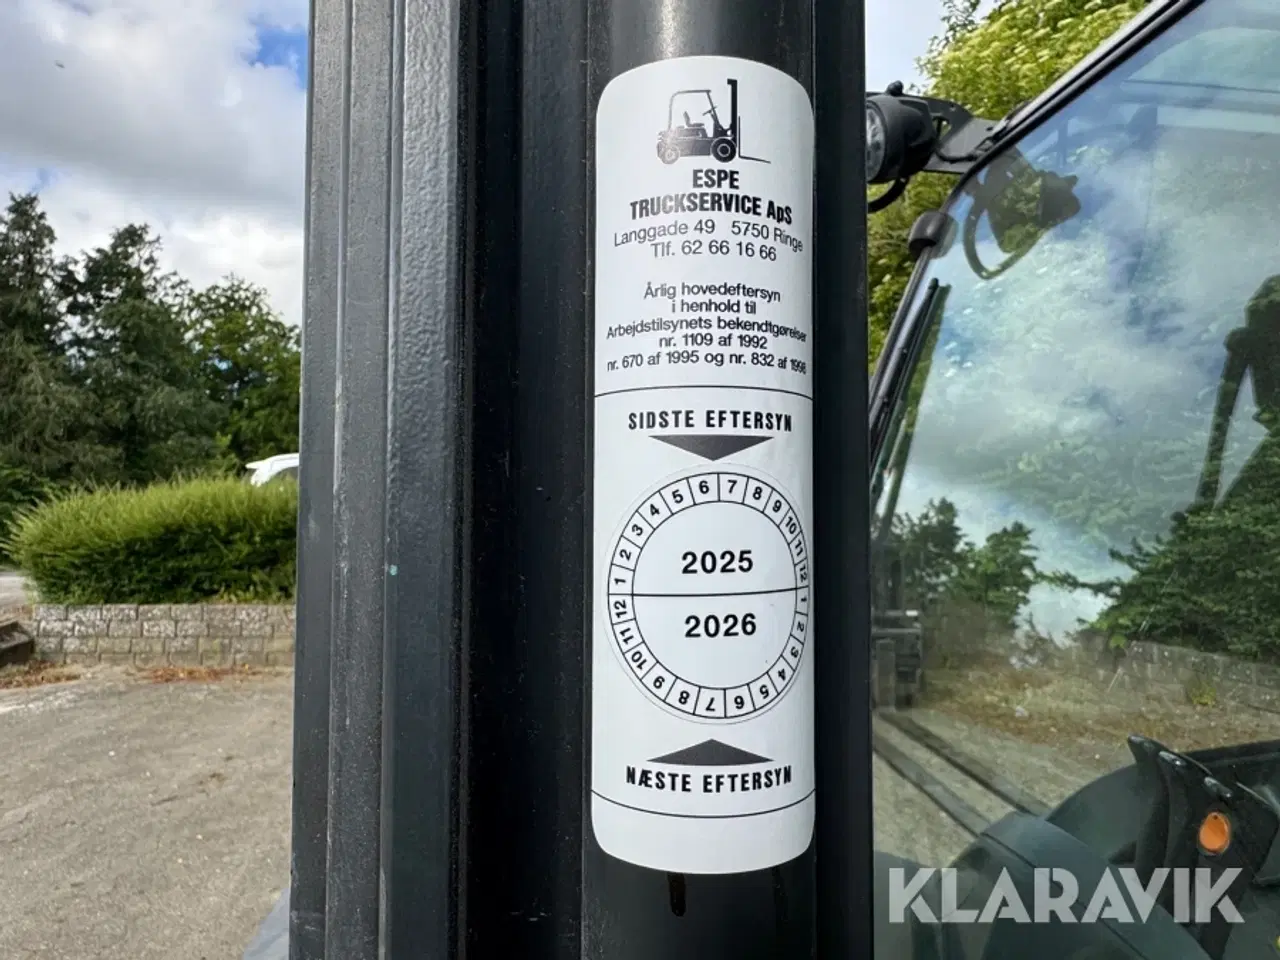 ESPE
TRUCKSERVICE ApS
Langgade 49 5750 Ringe
Tlf. 62 66 16 66
Årlig hovedeftersyn
i henhold til
Arbejdstilsynets bekendtgørelser
nr. 1109 af 1992
nr. 670 af 1995 og nr. 832 af 1998
SIDSTE EFTERSYN
1 2 3 4 5 6 7 8 9 10 11 12
2025
2026
1 2 3 4 5 6 7 8 9 10 11 12
NÆSTE EFTERSYN
KLARAVIK